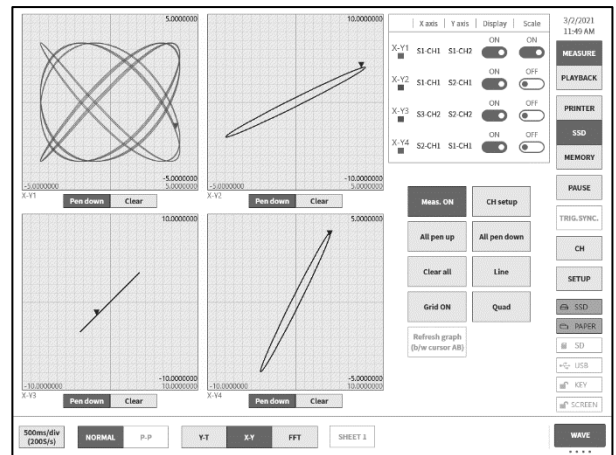 5.0000000
-5.0000000
-5.0000000 5.0000000
X-Y1
Pen down Clear
10.0000000
-10.0000000
-5.0000000 5.0000000
X-Y2
Pen down Clear
10.0000000
-10.0000000
-10.0000000 10.0000000
X-Y3
Pen down Clear
5.0000000
-5.0000000
-10.0000000 10.0000000
X-Y4
Pen down Clear
X axis Y axis Display Scale
ON ON
X-Y1 S1-CH1 S1-CH2
ON OFF
X-Y2 S1-CH1 S2-CH1
ON OFF
X-Y3 S3-CH2 S2-CH2
ON OFF
X-Y4 S2-CH1 S1-CH1
Meas. ON CH setup
All pen up All pen down
Clear all Line
Grid ON Quad
Refresh graph
(b/w cursor AB)
3/2/2021
11:49 AM
MEASURE
PLAYBACK
PRINTER
SSD
MEMORY
PAUSE
TRIG.SYNC.
CH
SETUP
SSD
PAPER
SD
USB
KEY
SCREEN
500ms/div
(200S/s)
NORMAL P-P
Y-T X-Y FFT
SHEET 1
WAVE